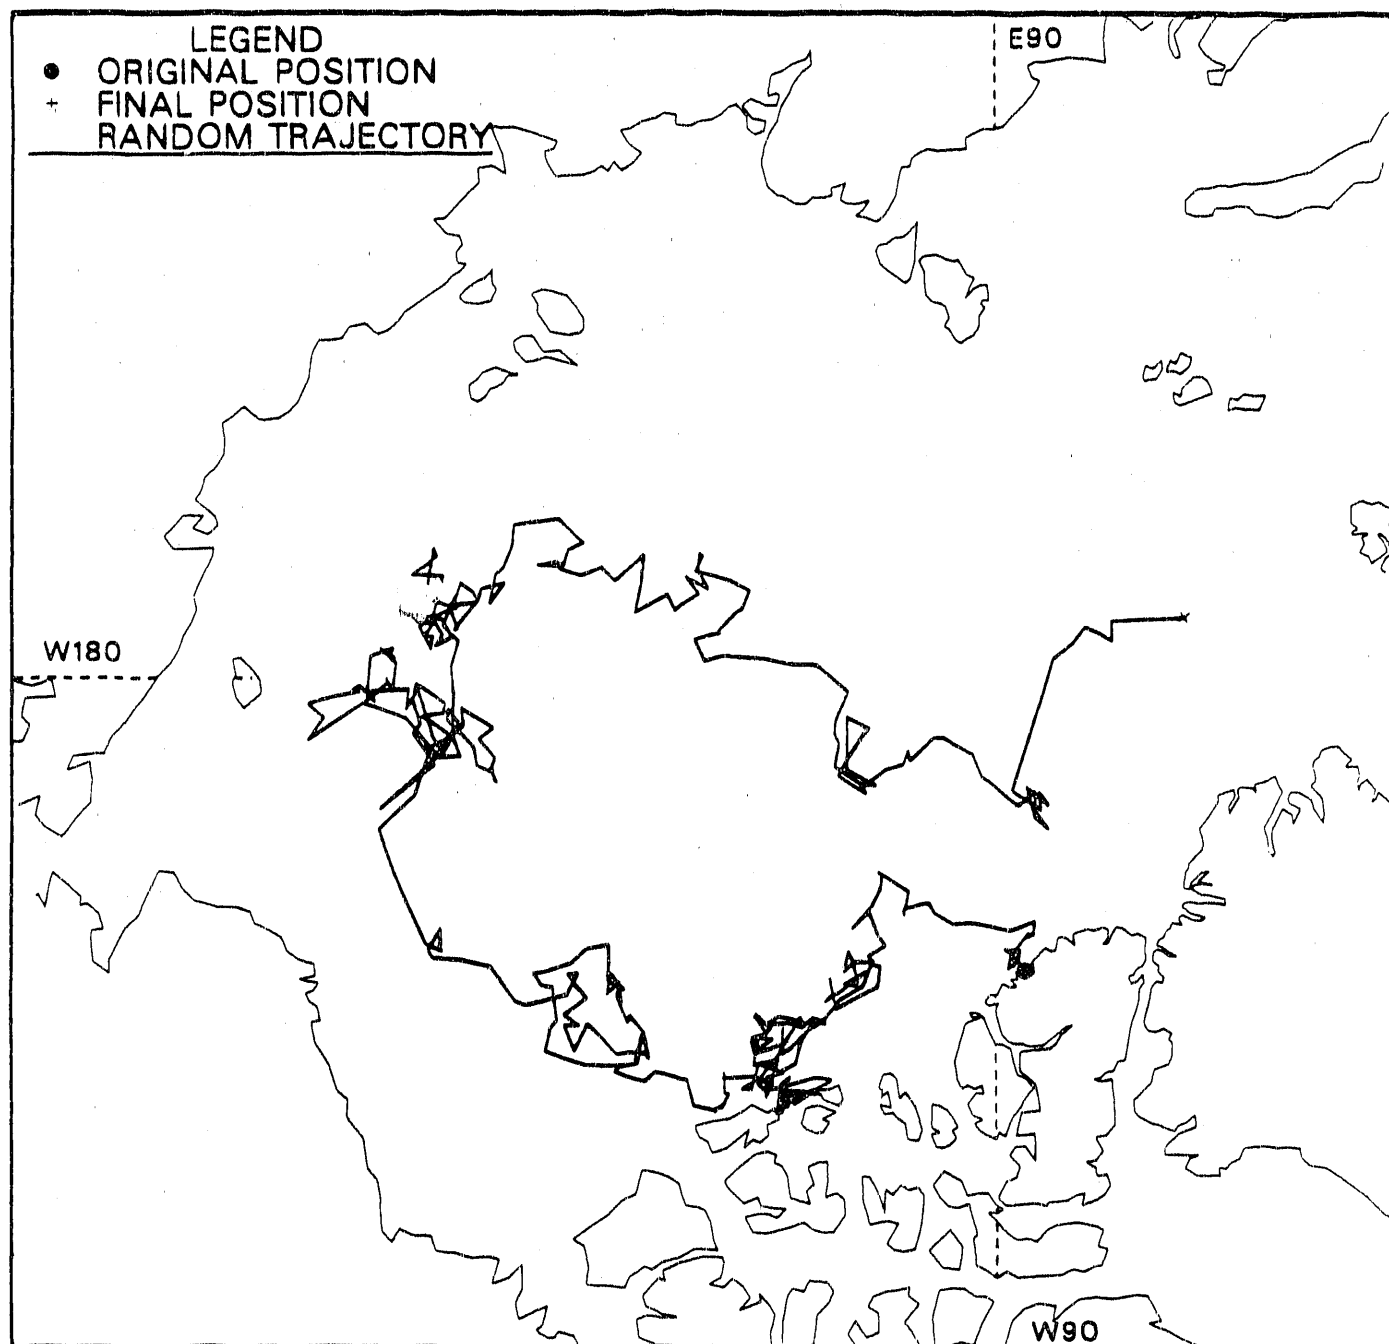 LEGEND
● ORIGINAL POSITION
+ FINAL POSITION
RANDOM TRAJECTORY
E90
W180
W90